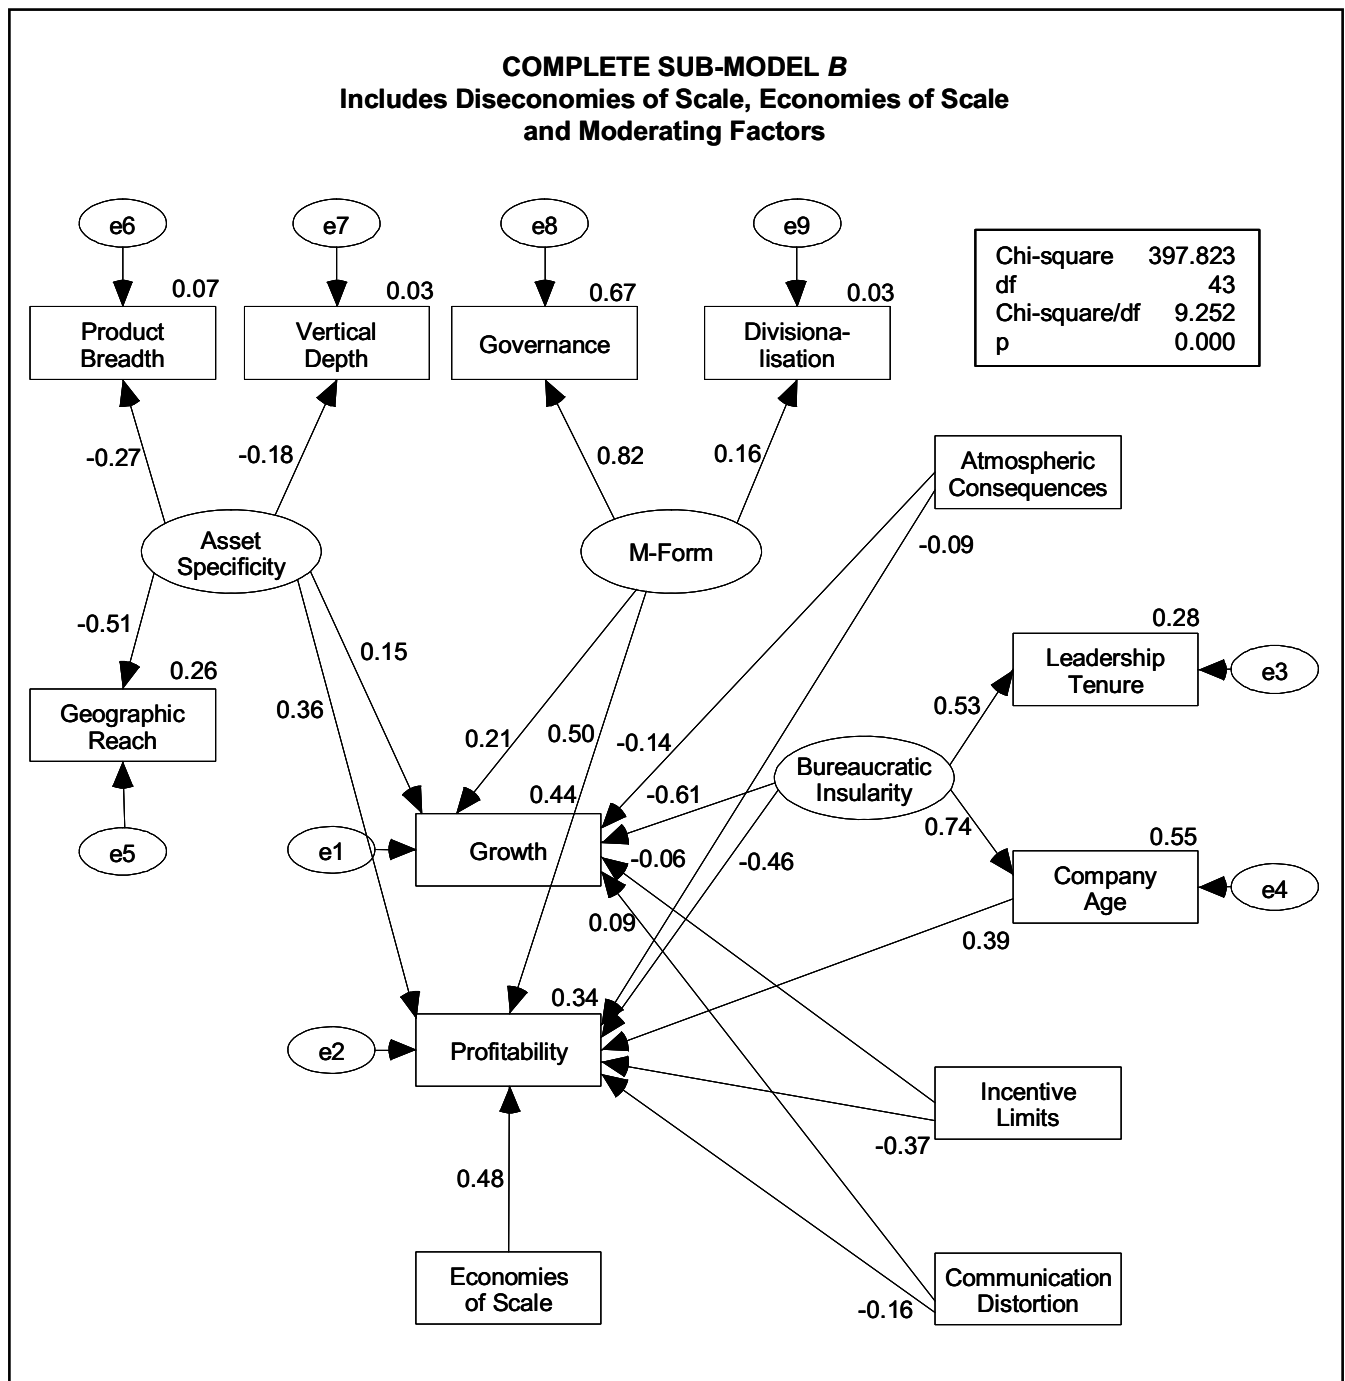 COMPLETE SUB-MODEL B
Includes Diseconomies of Scale, Economies of Scale
and Moderating Factors
e6
e7
e8
e9
Chi-square 397.823
df 43
Chi-square/df 9.252
p 0.000
0.07
0.03
0.67
0.03
Product
Breadth
Vertical
Depth
Governance
Divisiona-
lisation
-0.27
-0.18
0.82
0.16
Atmospheric
Consequences
-0.09
Asset
Specificity
M-Form
-0.51
0.15
0.26
0.36
Geographic
Reach
e5
0.28
Leadership
Tenure
e3
0.53
0.21
0.50
-0.14
0.44
-0.61
Bureaucratic
Insularity
0.74
0.55
e1
Growth
-0.06
-0.46
Company
Age
e4
0.09
0.39
0.34
e2
Profitability
Incentive
Limits
-0.37
0.48
Economies
of Scale
Communication
Distortion
-0.16